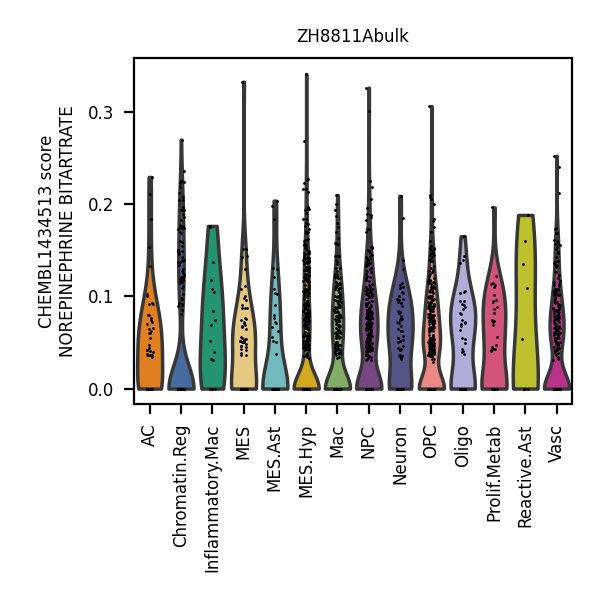 ZH8811Abulk
CHEMBL1434513 score
NOREPINEPHRINE BITARTRATE
0.3
0.2
0.1
0.0
AC
Chromatin.Reg
Inflammatory.Mac
MES
MES.Ast
MES.Hyp
Mac
NPC
Neuron
OPC
Oligo
Prolif.Metab
Reactive.Ast
Vasc